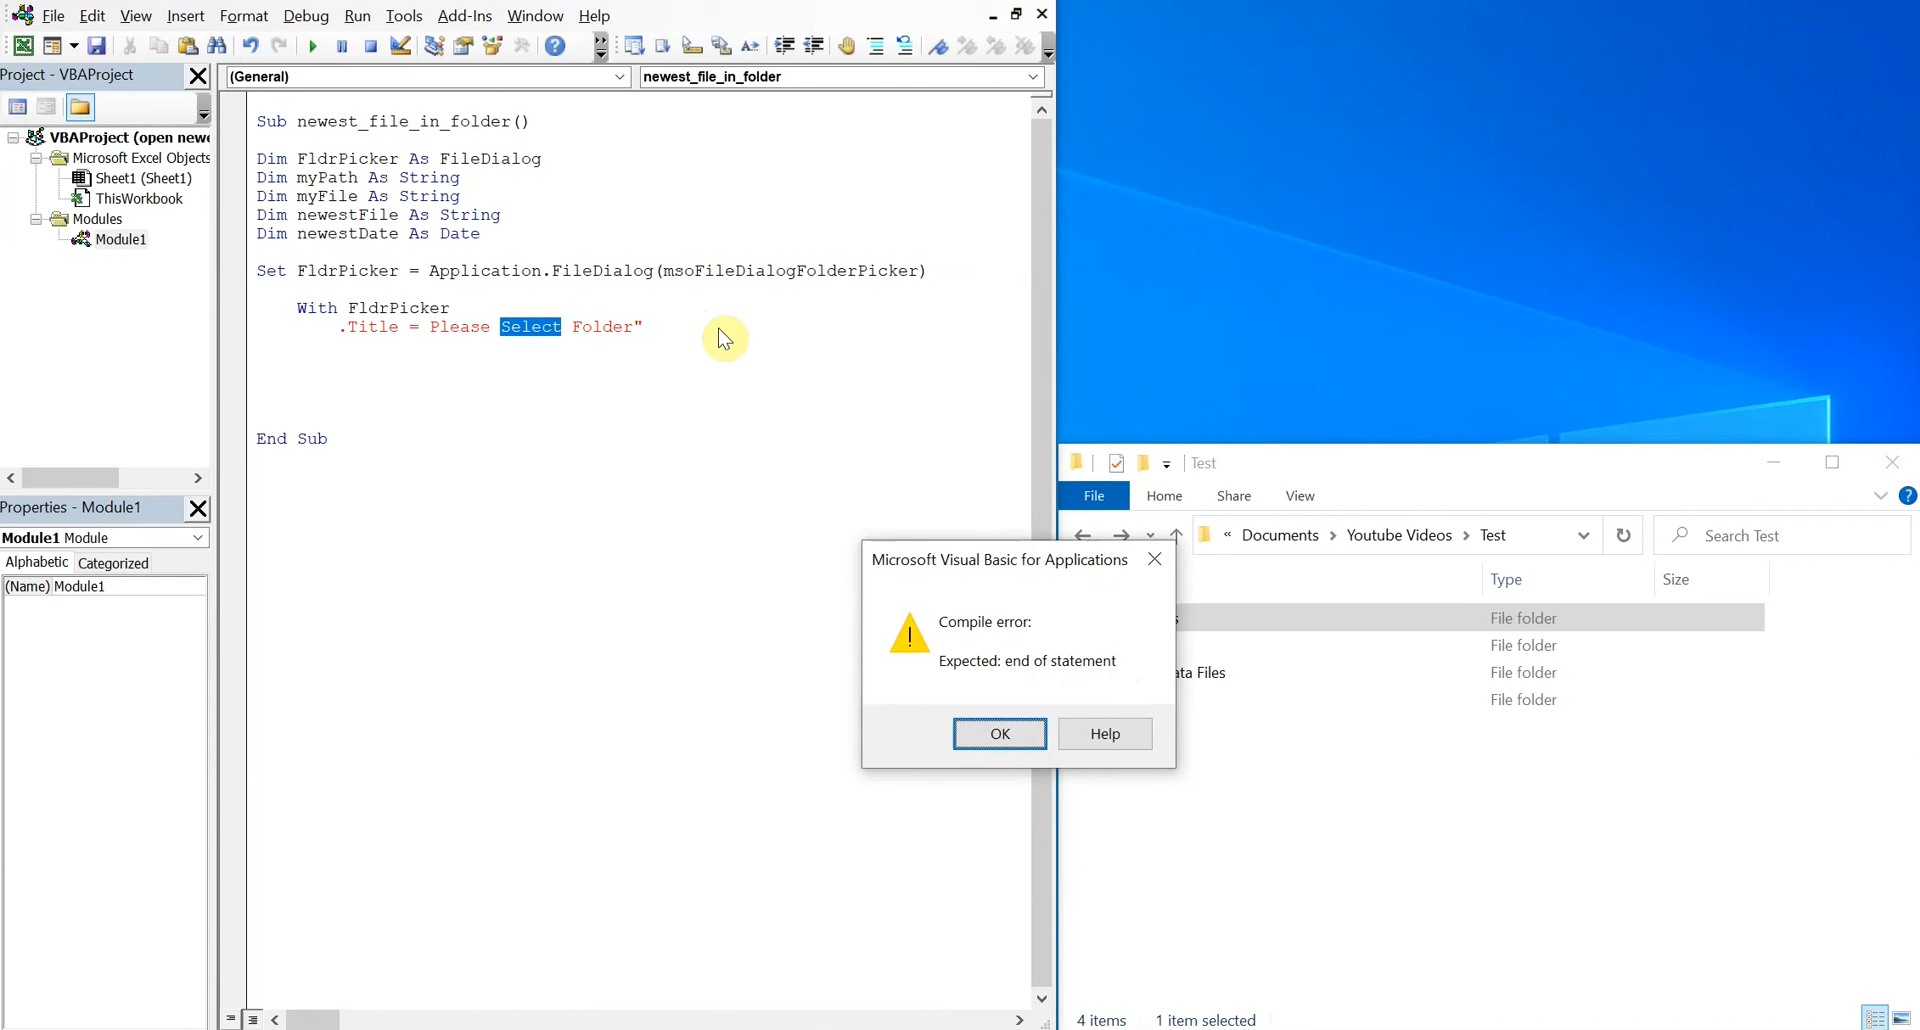 File Edit View Insert Format Debug Run Tools Add-Ins Window Help
Project - VBAProject
(General)
newest_file_in_folder
VBAProject (open newe
Microsoft Excel Objects
Sheet1 (Sheet1)
ThisWorkbook
Modules
Module1
Properties - Module1
Module1 Module
Alphabetic Categorized
(Name) Module1
Sub newest_file_in_folder()
Dim FldrPicker As FileDialog
Dim myPath As String
Dim myFile As String
Dim newestFile As String
Dim newestDate As Date
Set FldrPicker = Application.FileDialog(msoFileDialogFolderPicker)
With FldrPicker
.Title = Please Select Folder"
End Sub
Microsoft Visual Basic for Applications
Compile error:
Expected: end of statement
OK Help
Test
File Home Share View
« Documents > Youtube Videos > Test
Search Test
Type Size
s File folder
File folder
ata Files File folder
File folder
4 items 1 item selected